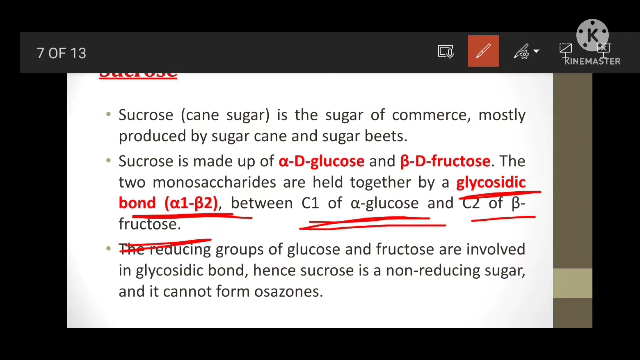 7 OF 13
K
KINEMASTER
Sucrose
• Sucrose (cane sugar) is the sugar of commerce, mostly
produced by sugar cane and sugar beets.
• Sucrose is made up of α-D-glucose and β-D-fructose. The
two monosaccharides are held together by a glycosidic
bond (α1-β2), between C1 of α-glucose and C2 of β-
fructose.
• The reducing groups of glucose and fructose are involved
in glycosidic bond, hence sucrose is a non-reducing sugar,
and it cannot form osazones.